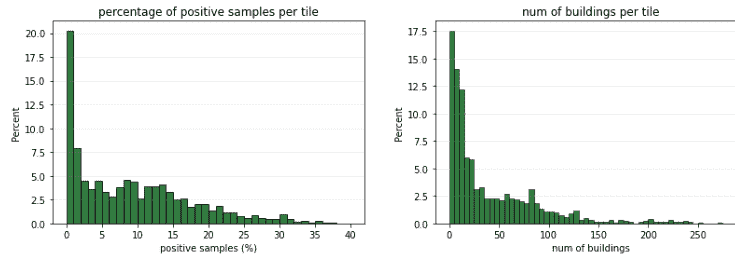 percentage of positive samples per tile
20.0
17.5
15.0
12.5
10.0
7.5
5.0
2.5
0.0
Percent
0 5 10 15 20 25 30 35 40
positive samples (%)
num of buildings per tile
17.5
15.0
12.5
10.0
7.5
5.0
2.5
0.0
Percent
0 50 100 150 200 250
num of buildings